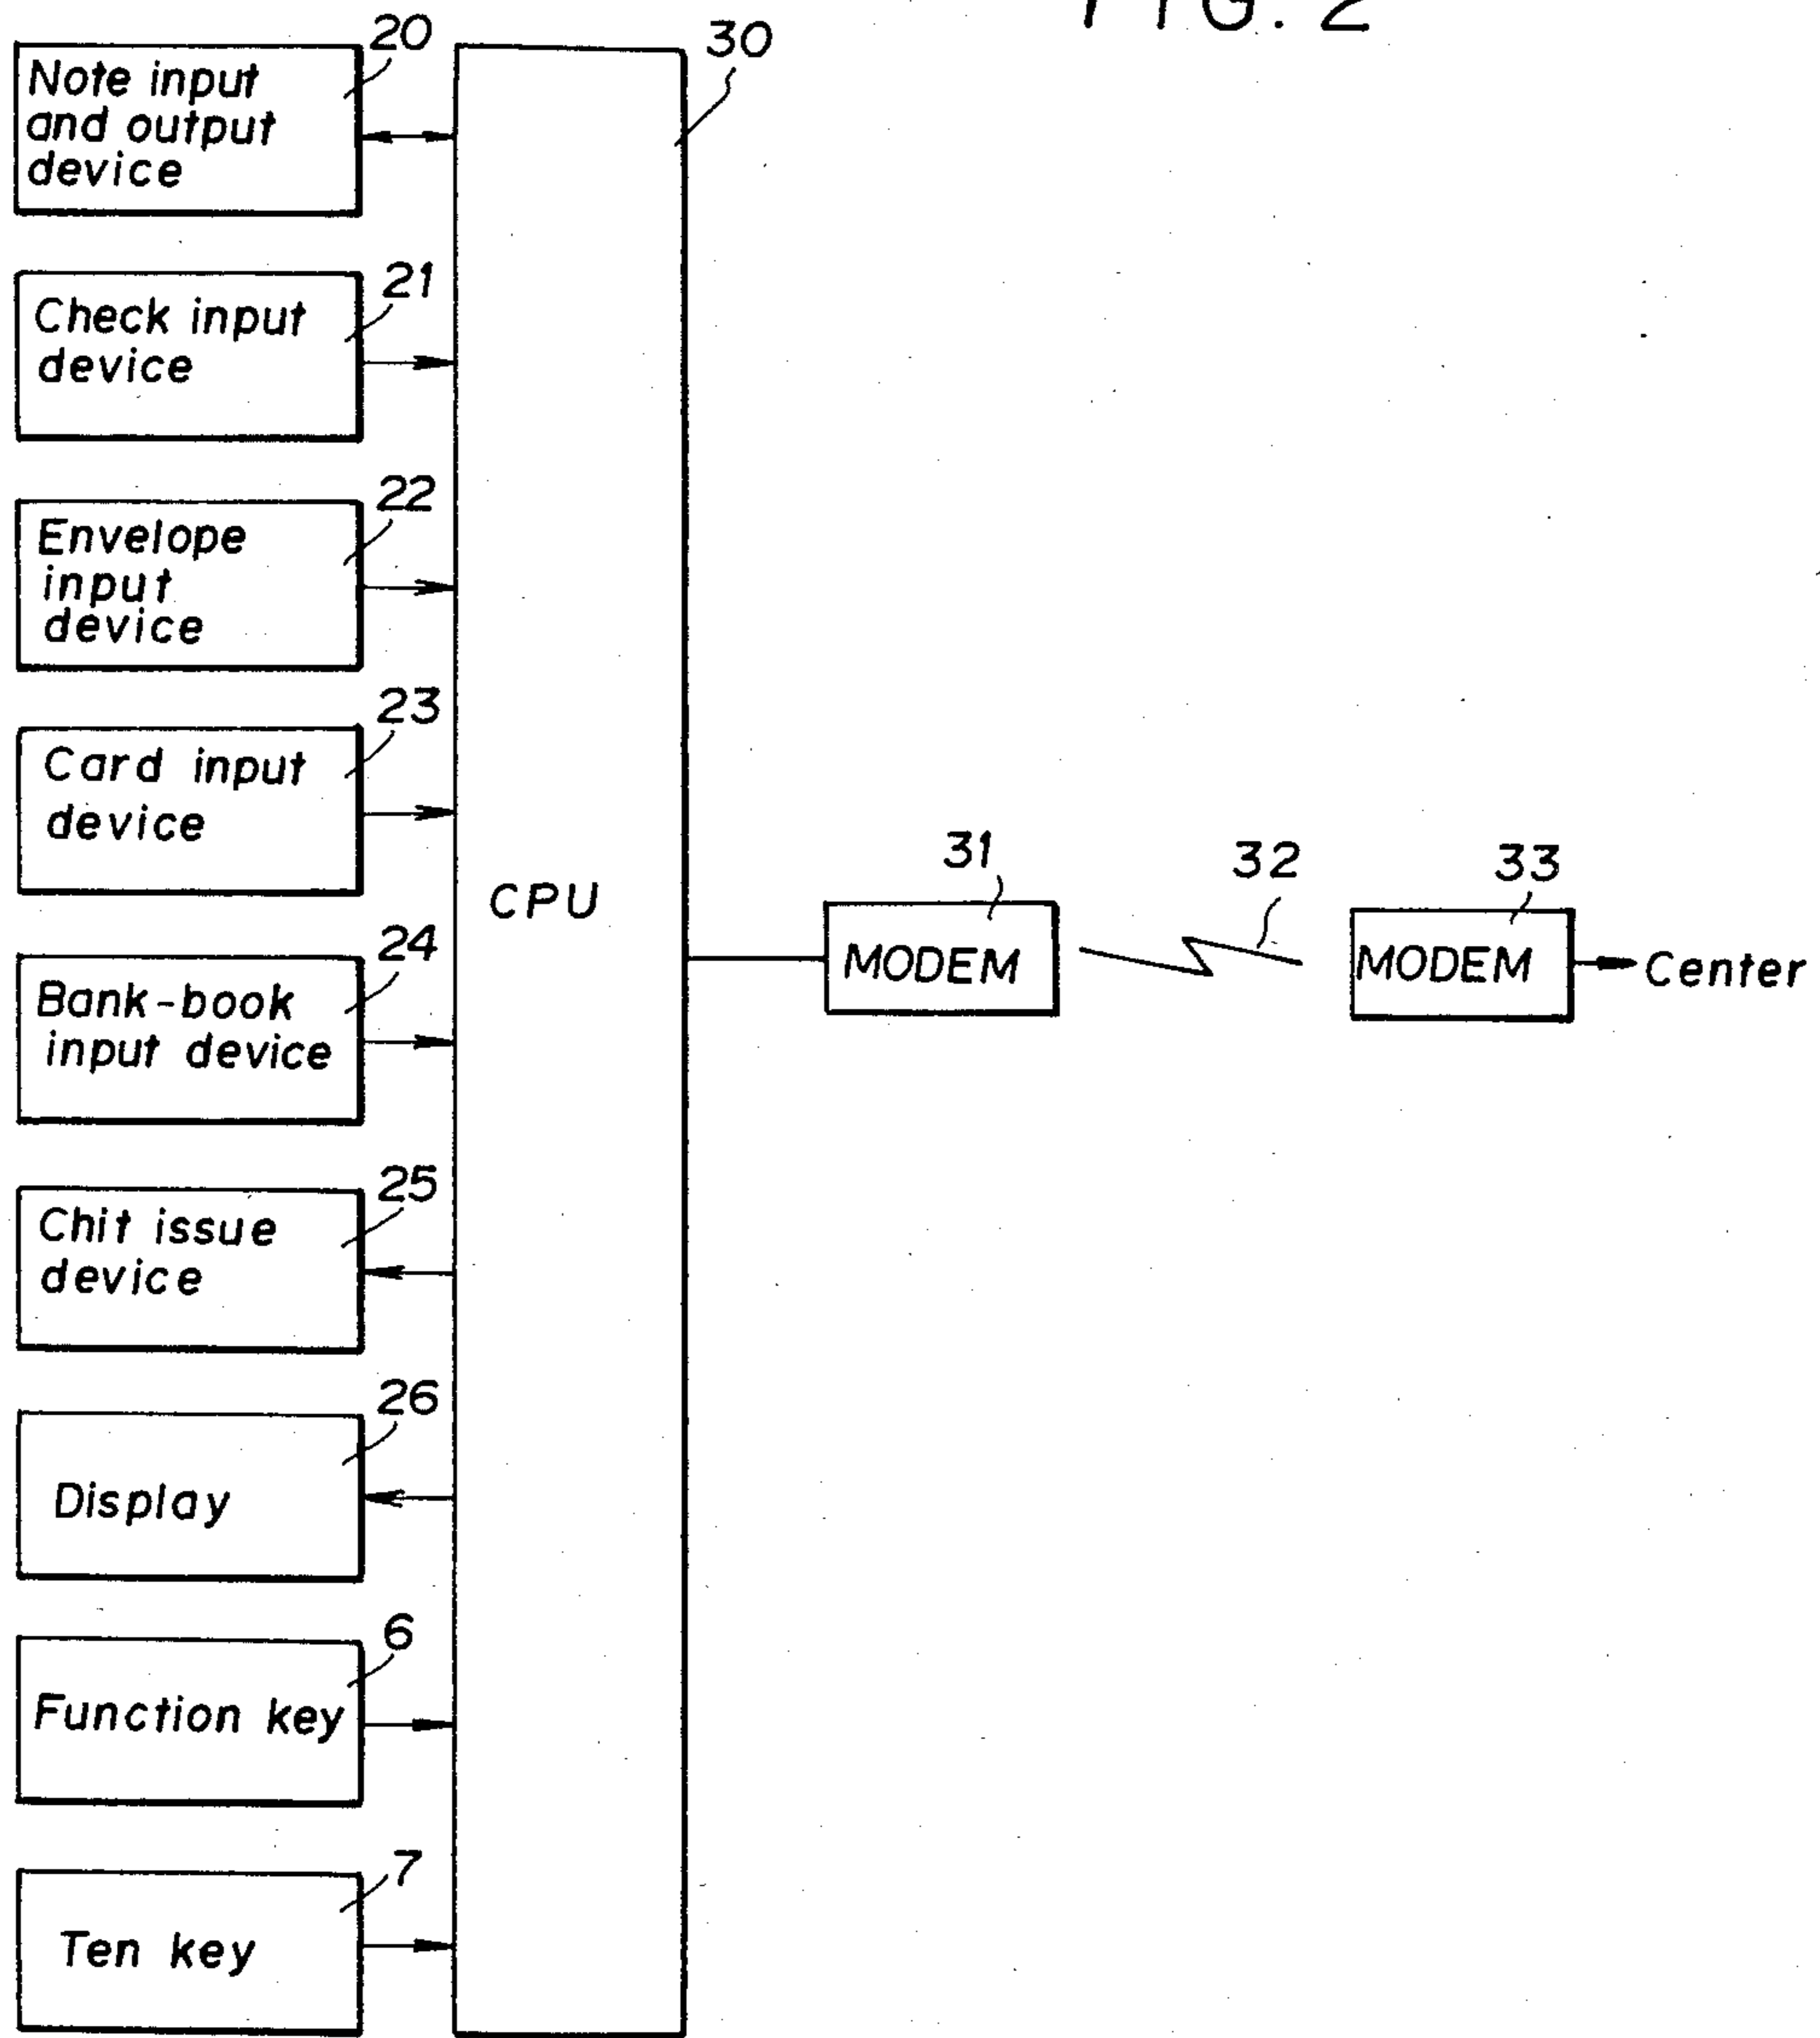 FIG. 2
20
Note input
and output
device
30
21
Check input
device
22
Envelope
input
device
23
Card input
device
CPU
31
MODEM
32
33
MODEM
Center
24
Bank-book
input device
25
Chit issue
device
26
Display
6
Function key
7
Ten key